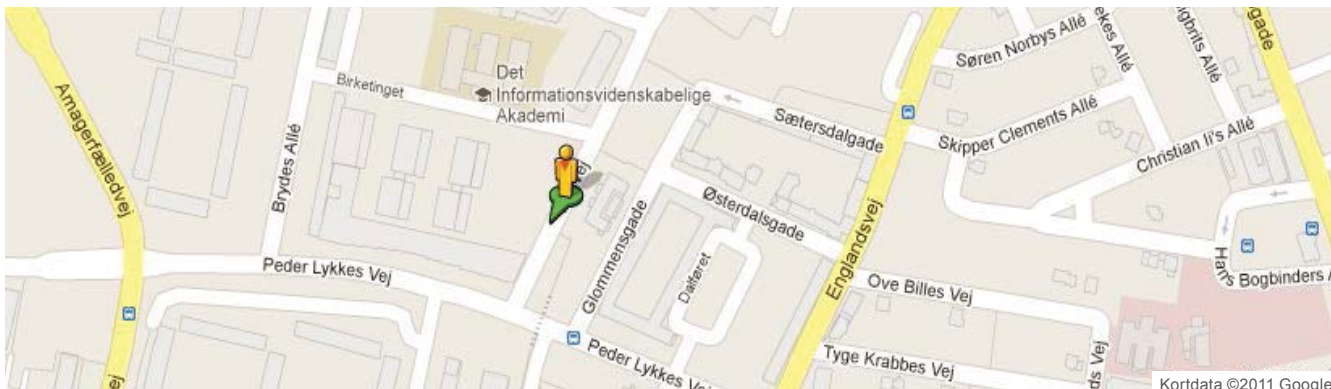 Amagerfælledvej
Brydes Allé
Birketinget
Det
Informationsvidenskabelige
Akademi
Peder Lykkes Vej
Glommensgade
Sætersdalgade
Østerdalsgade
Dalføret
Peder Lykkes Vej
Englandsvej
Søren Norbys Allé
Skipper Clements Allé
Christian Ii's Allé
Ove Billes Vej
Tyge Krabbes Vej
Hans Bogbinders A
Kortdata ©2011 Google